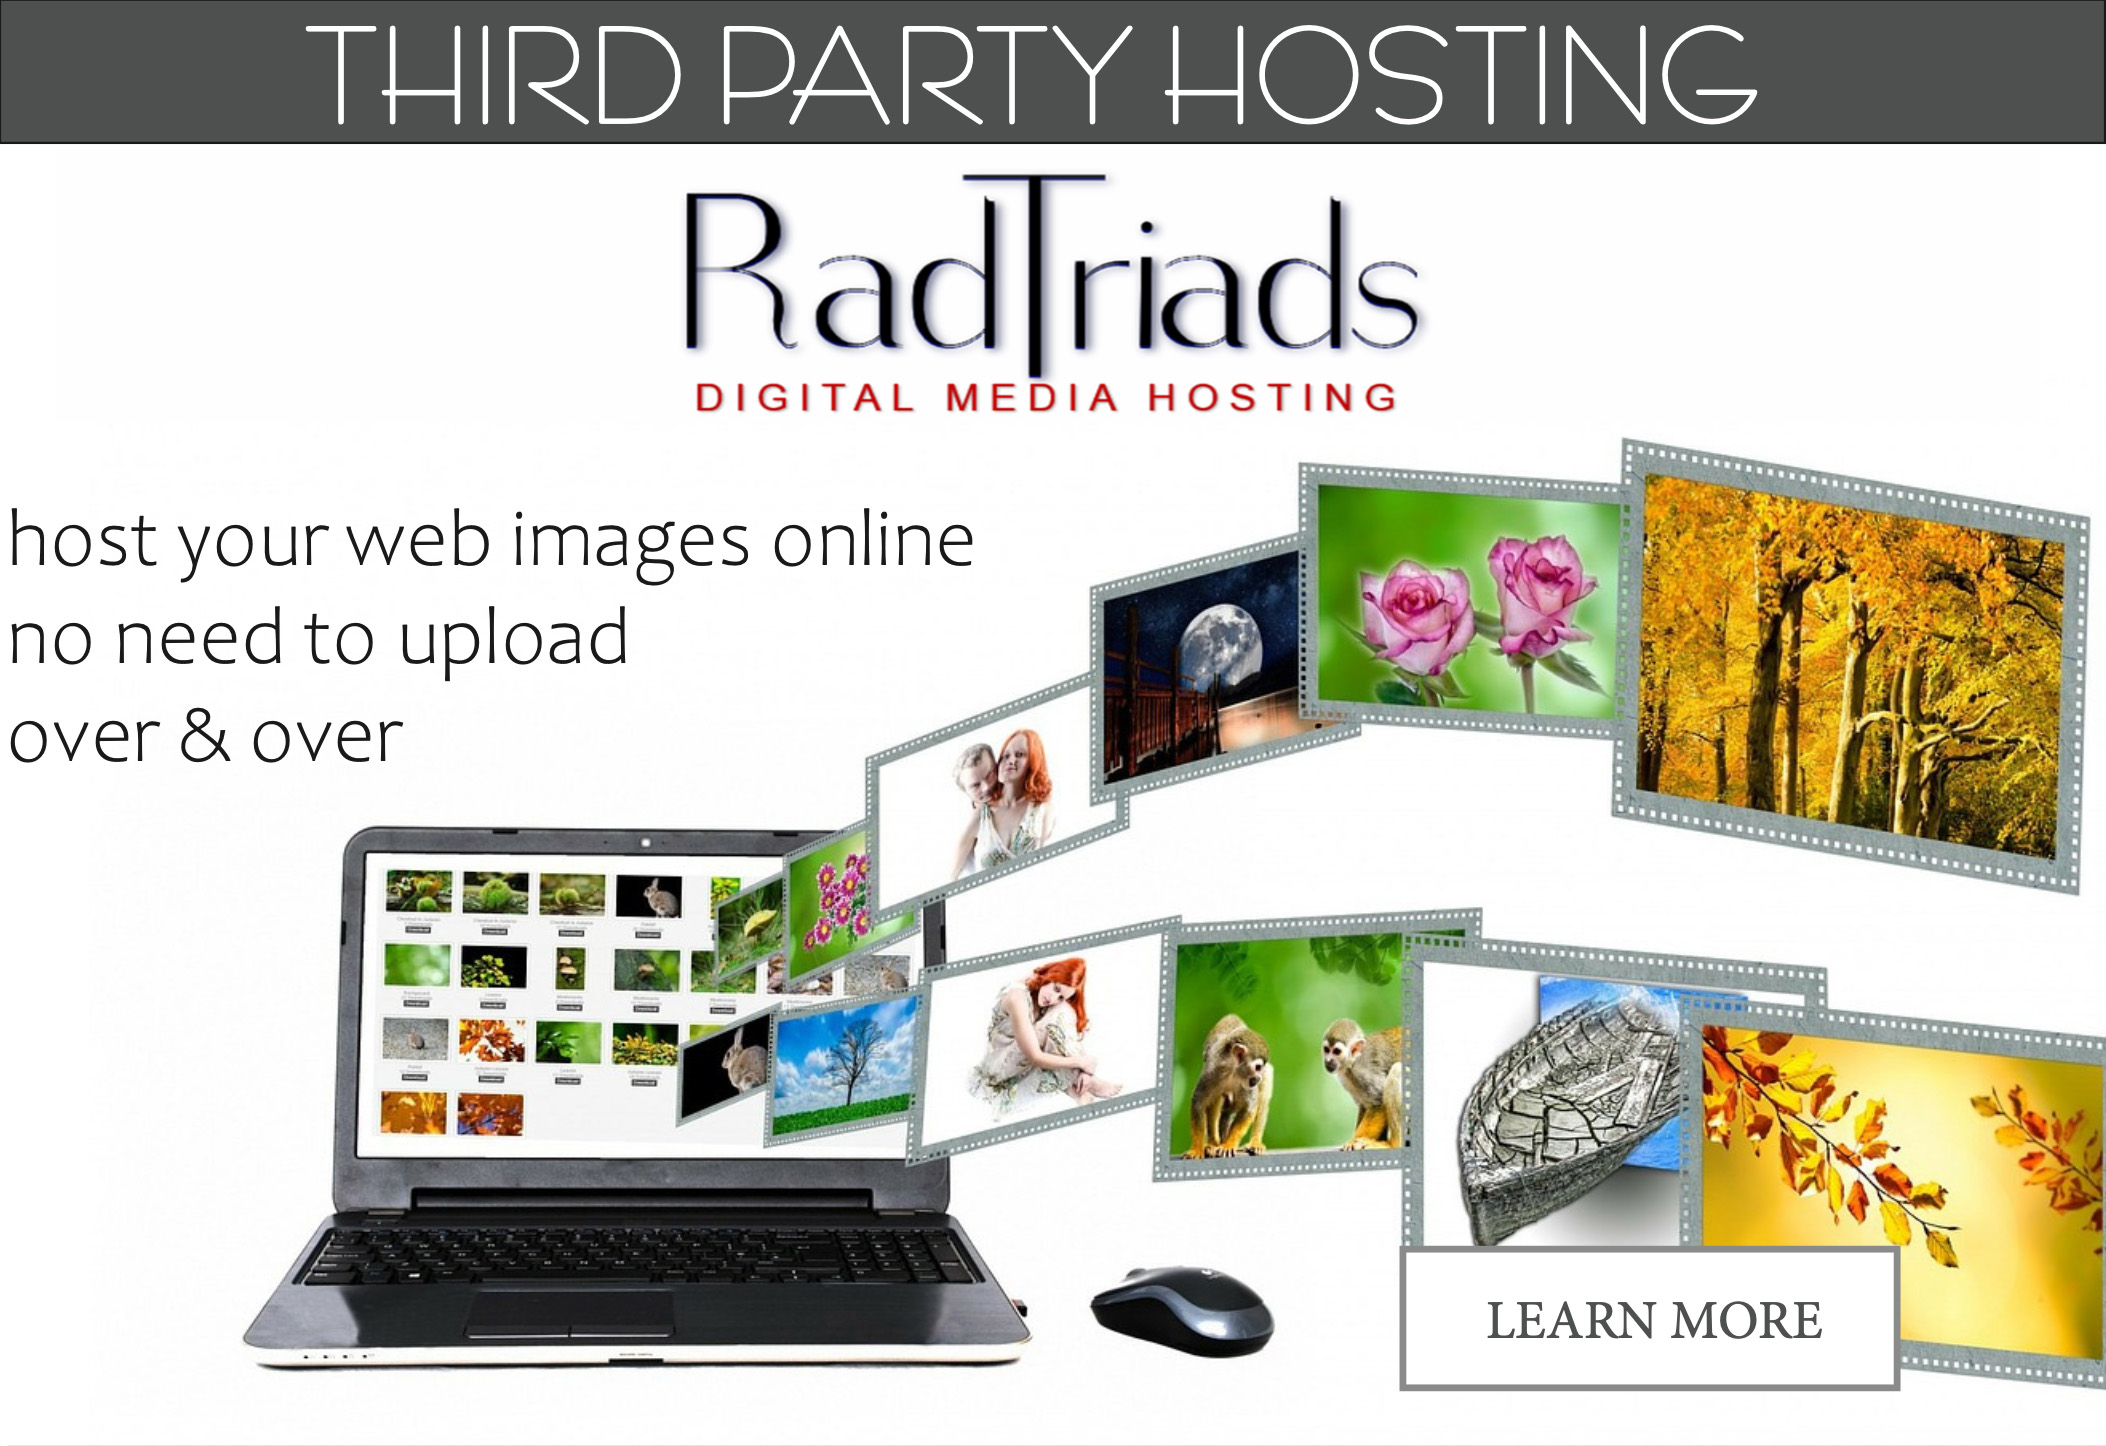 THIRD PARTY HOSTING
RadTriads
DIGITAL MEDIA HOSTING
host your web images online
no need to upload
over & over
LEARN MORE